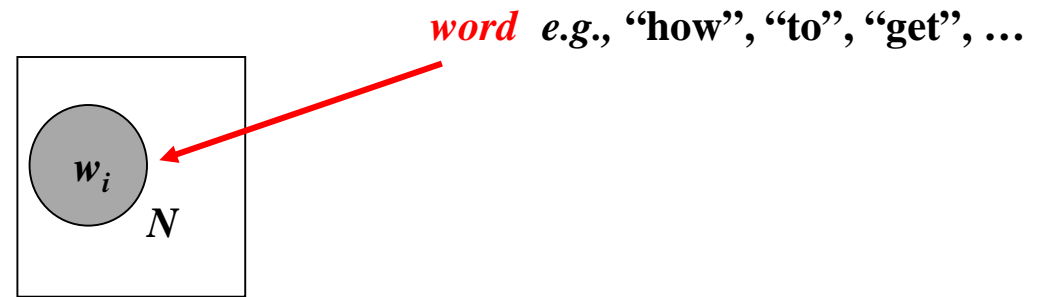 word e.g., “how”, “to”, “get”, …
wᵢ
N